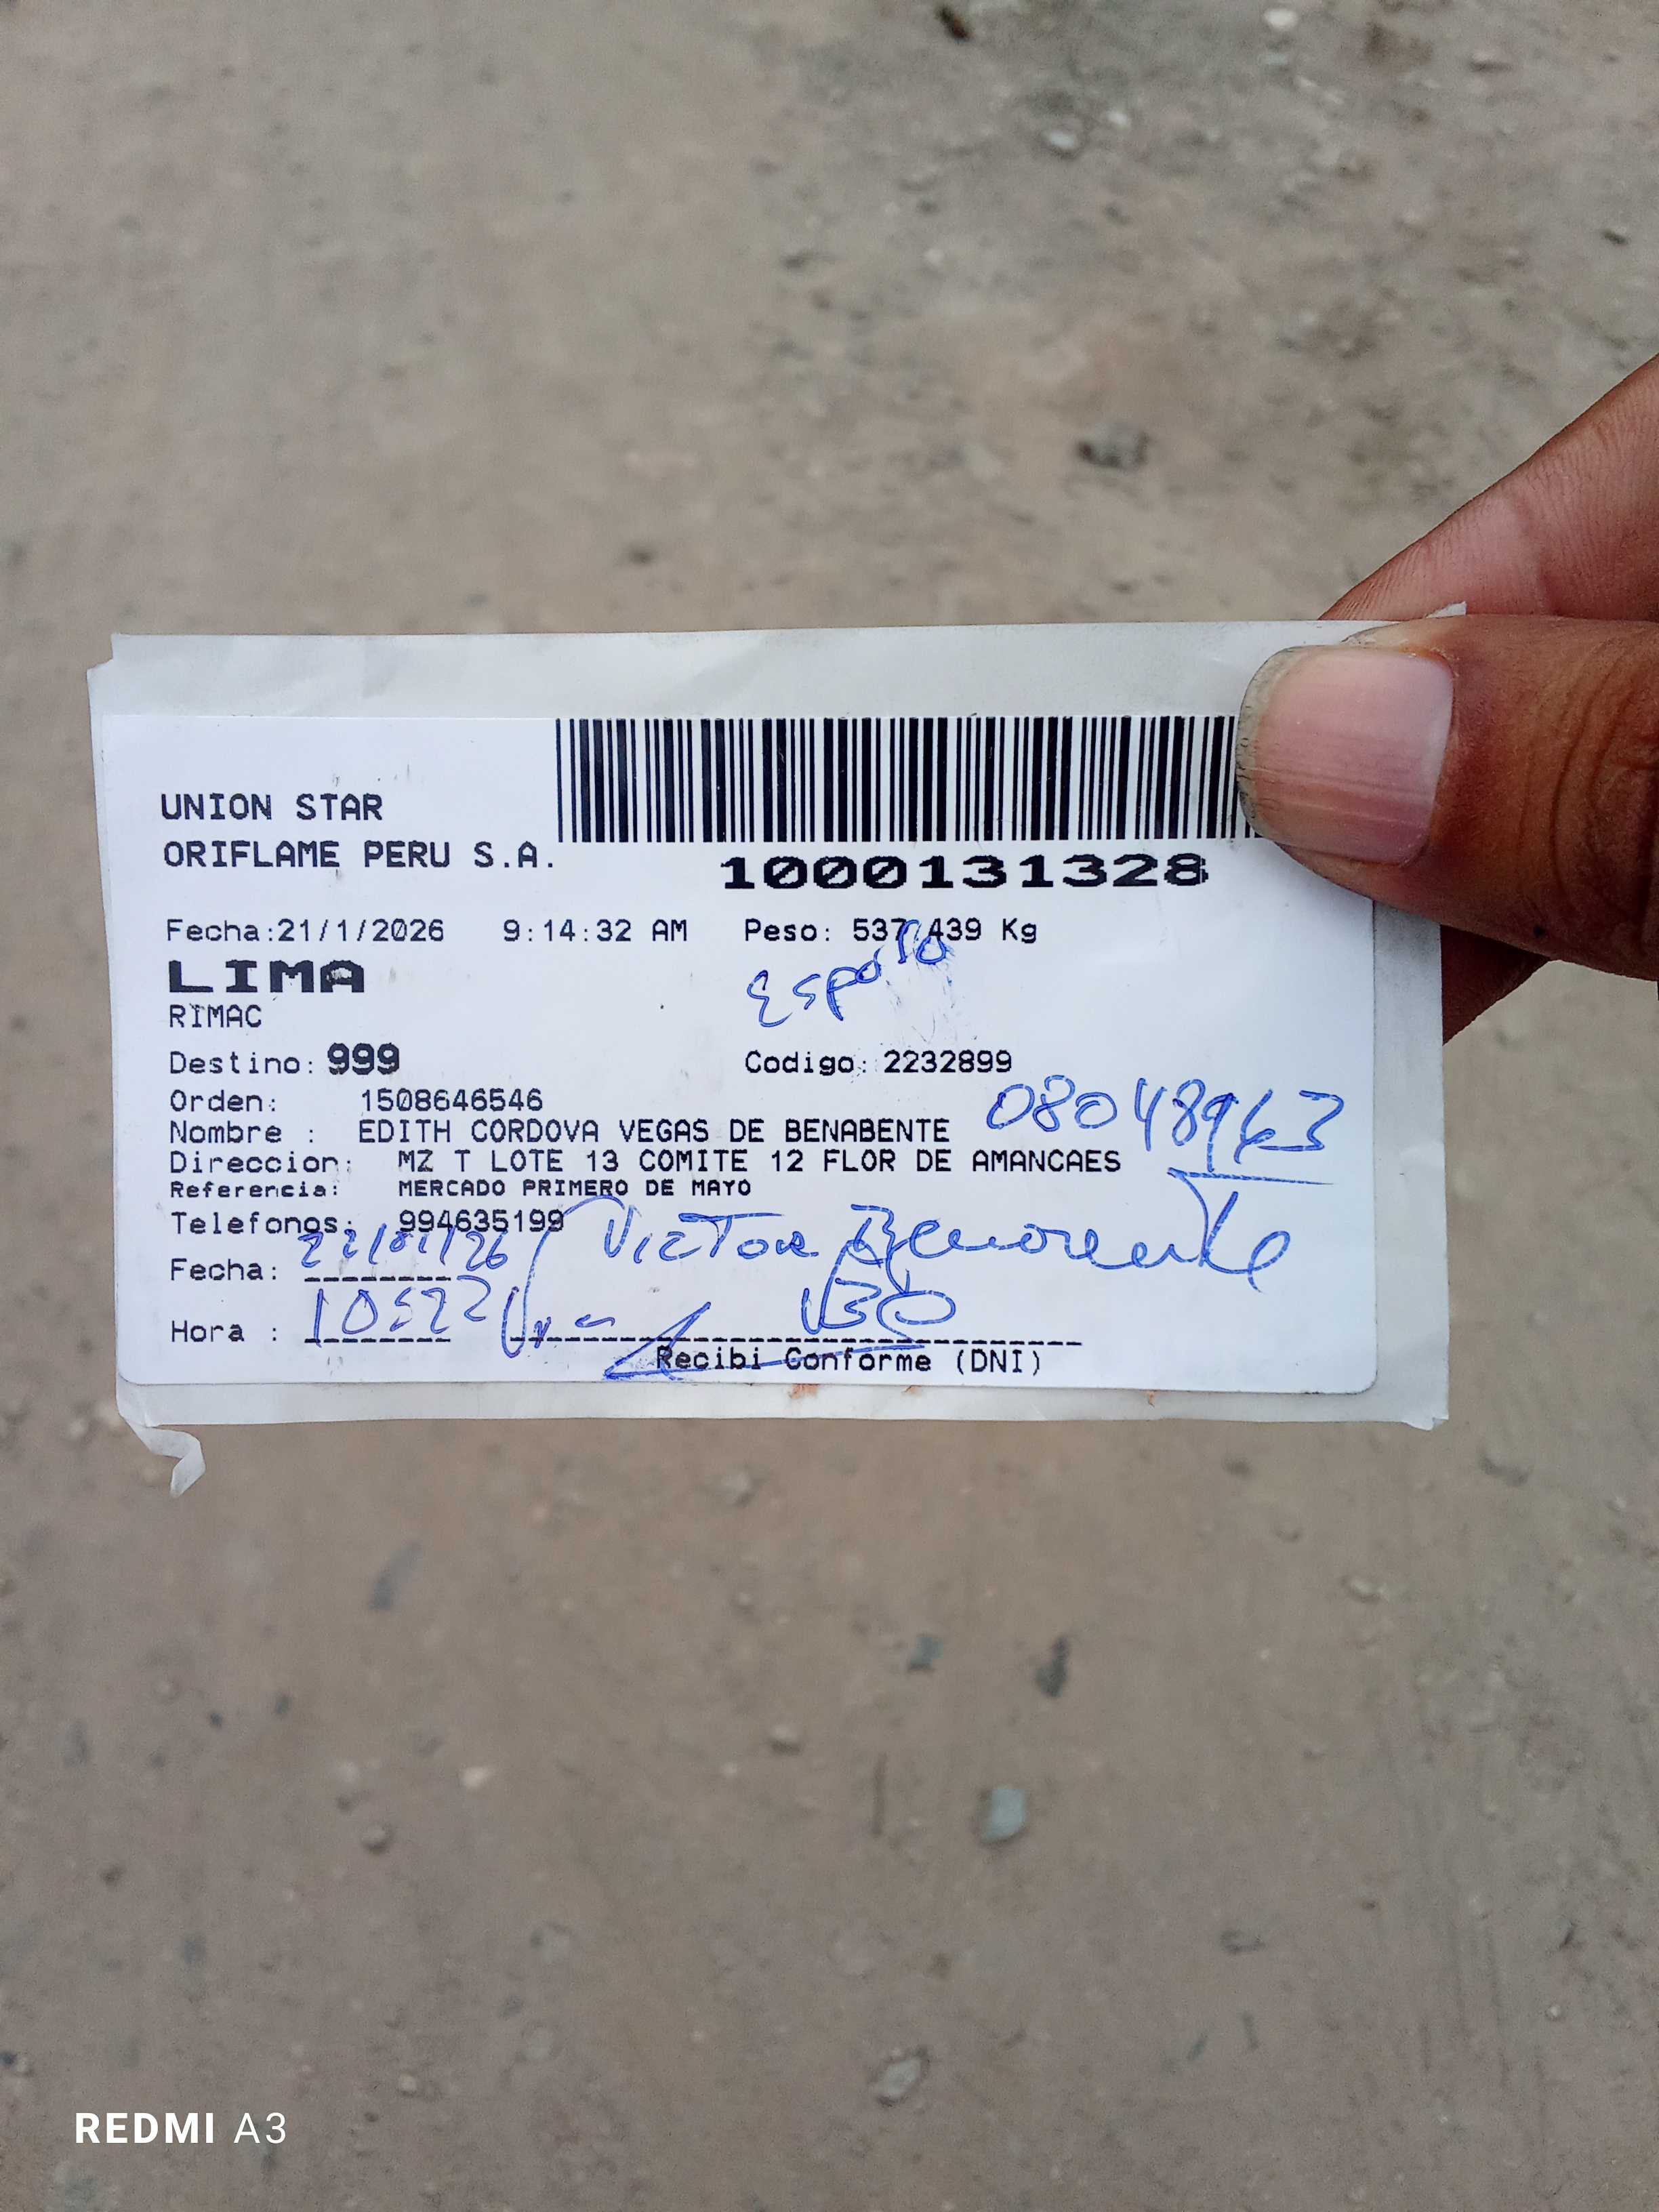 UNION STAR
ORIFLAME PERU S.A.
1000131328
Fecha:21/1/2026 9:14:32 AM Peso: 537,439 Kg
LIMA
Esposo
RIMAC
Destino: 999 Codigo: 2232899
Orden: 1508646546
08048963
Nombre : EDITH CORDOVA VEGAS DE BENABENTE
Direccion: MZ T LOTE 13 COMITE 12 FLOR DE AMANCAES
Referencia: MERCADO PRIMERO DE MAYO
Telefonos: 994635199
Victor Benavente
Fecha: 22/01/26
Hora : 10:22
Recibi Conforme (DNI)
REDMI A3